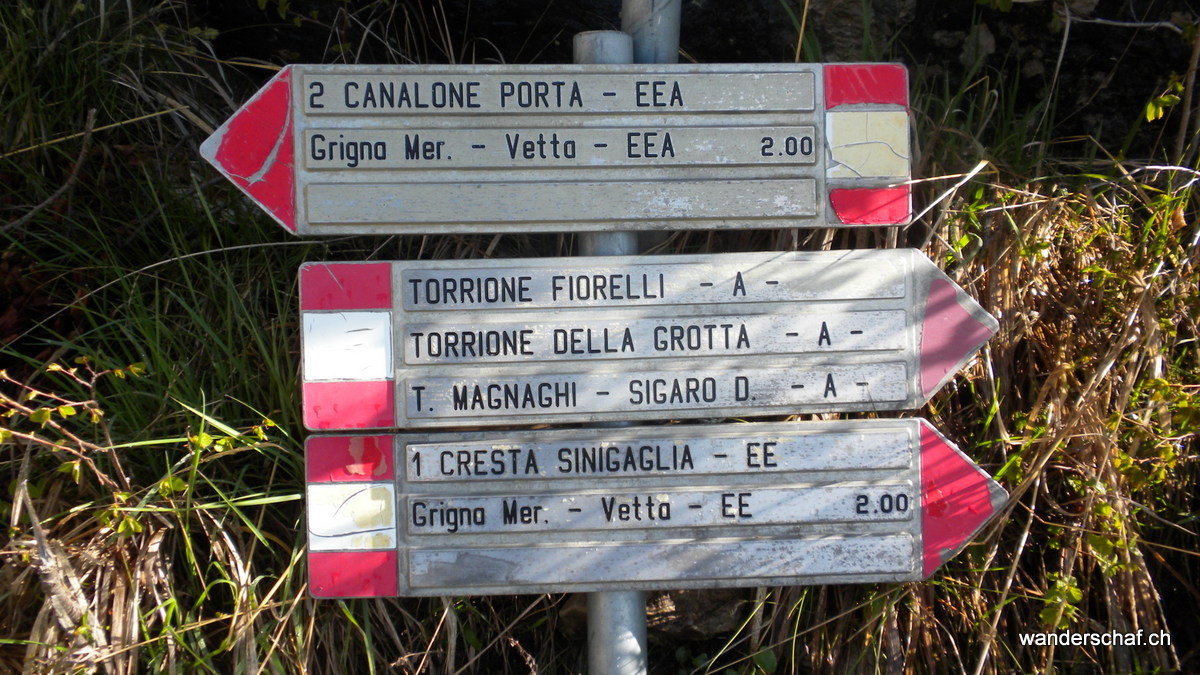 2 CANALONE PORTA - EEA
Grigna Mer. - Vetta - EEA 2.00
TORRIONE FIORELLI - A -
TORRIONE DELLA GROTTA - A -
T. MAGNAGHI - SIGARO D. - A -
1 CRESTA SINIGAGLIA - EE
Grigna Mer. - Vetta - EE 2.00
wanderschaf.ch